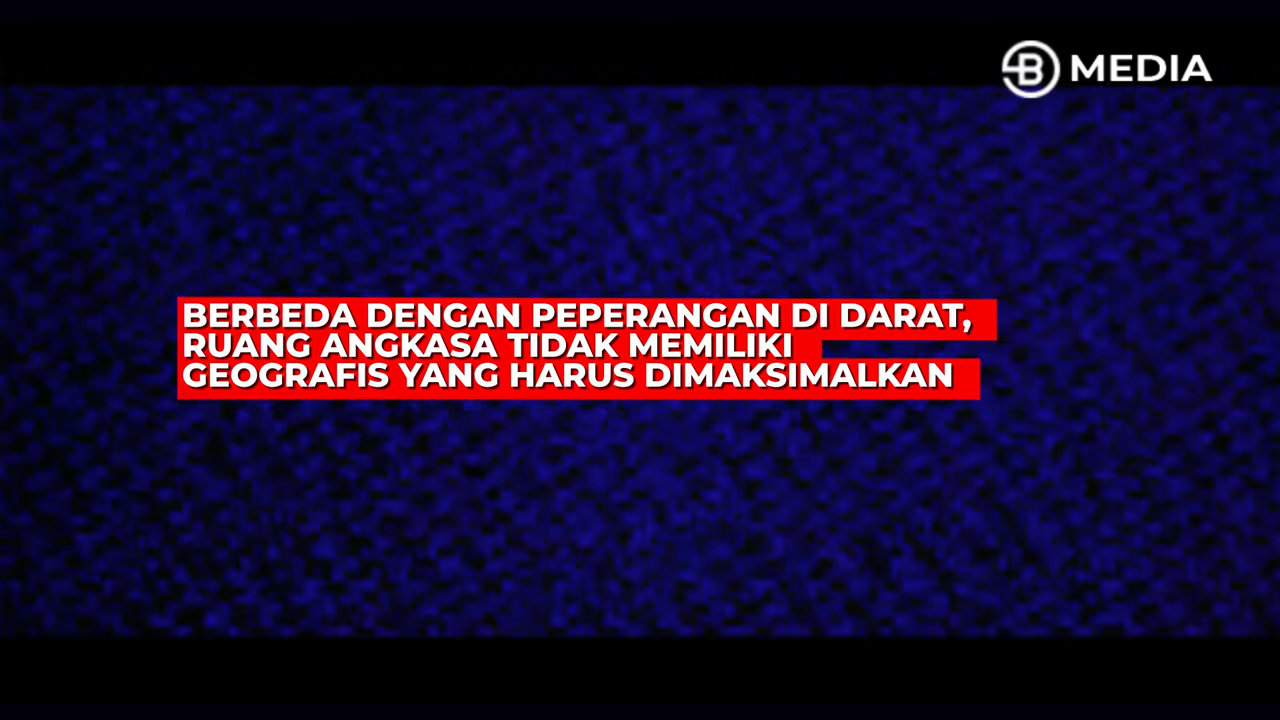 B MEDIA
BERBEDA DENGAN PEPERANGAN DI DARAT,
RUANG ANGKASA TIDAK MEMILIKI
GEOGRAFIS YANG HARUS DIMAKSIMALKAN